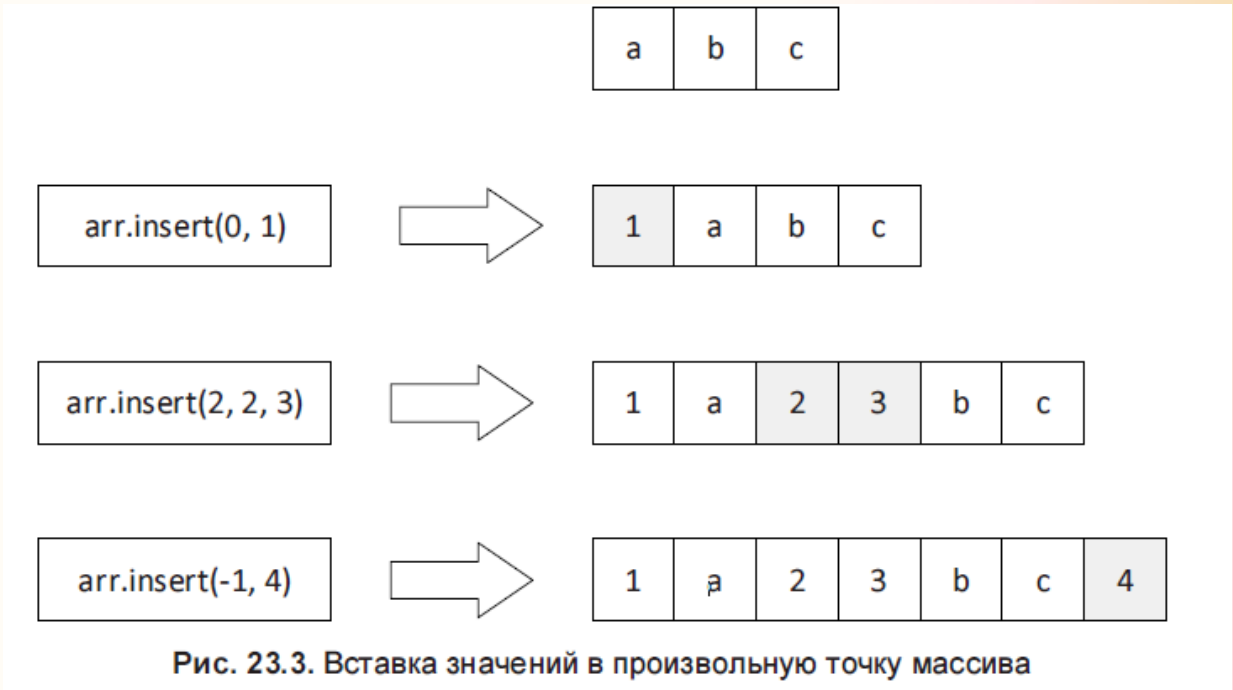 a b c
arr.insert(0, 1) 1 a b c
arr.insert(2, 2, 3) 1 a 2 3 b c
arr.insert(-1, 4) 1 a 2 3 b c 4
Рис. 23.3. Вставка значений в произвольную точку массива